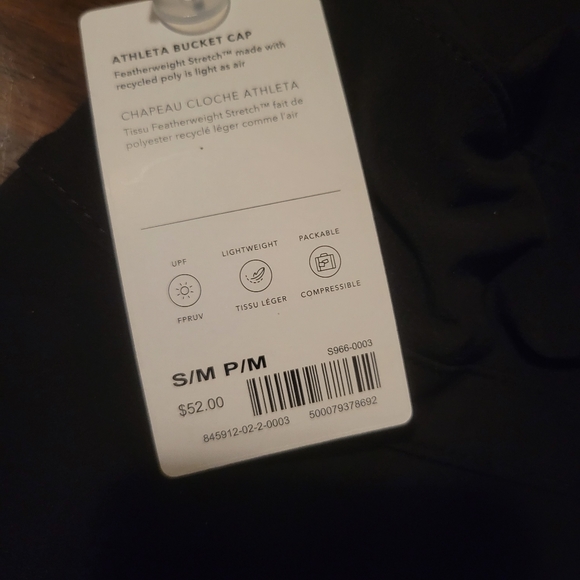 ATHLETA BUCKET CAP
Featherweight Stretch™ made with
recycled poly is light as air
CHAPEAU CLOCHE ATHLETA
Tissu Featherweight Stretch™ fait de
polyester recyclé léger comme l'air
UPF
FPRUV
LIGHTWEIGHT
TISSU LÉGER
PACKABLE
COMPRESSIBLE
S/M P/M
S966-0003
$52.00
845912-02-2-0003
500079378692